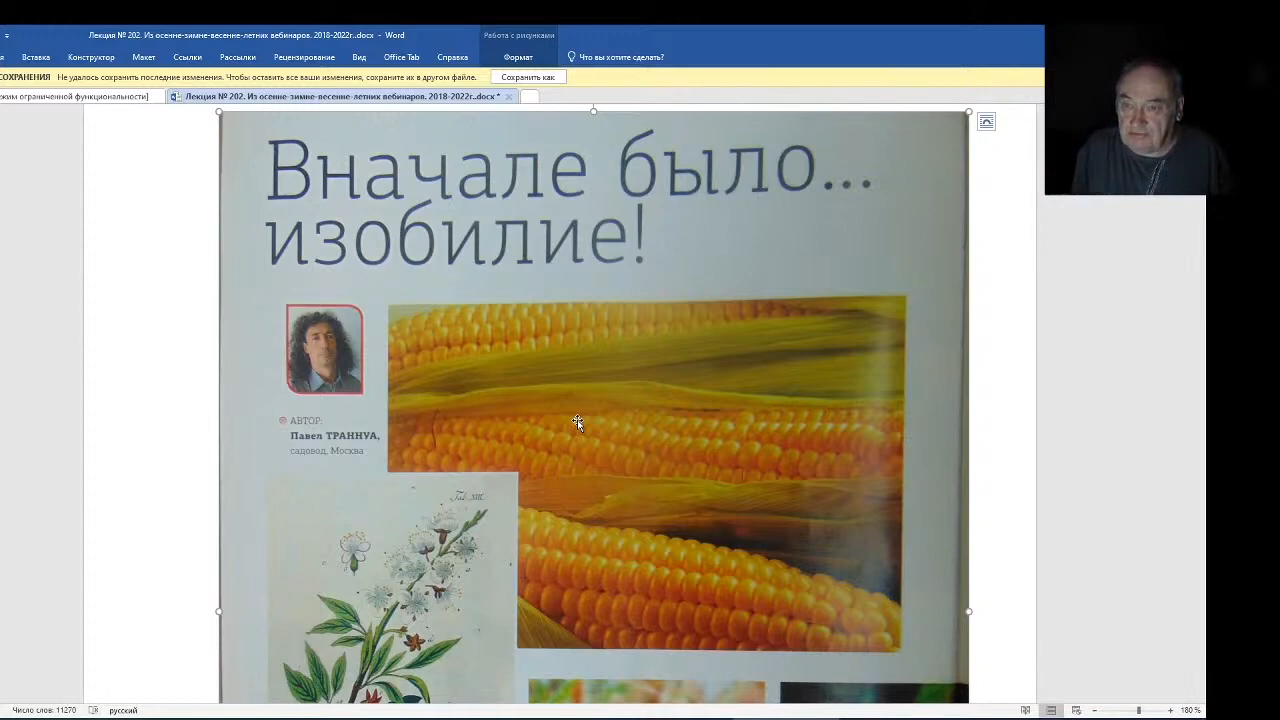 Лекция № 202. Из осенне-зимне-весенне-летних вебинаров. 2018-2022г..docx - Word
Работа с рисунками
Вставка Конструктор Макет Ссылки Рассылки Рецензирование Вид Office Tab Справка Формат Что вы хотите сделать?
СОХРАНЕНИЯ Не удалось сохранить последние изменения. Чтобы оставить все ваши изменения, сохраните их в другом файле. Сохранить как
ограниченной функциональности] Лекция № 202. Из осенне-зимне-весенне-летних вебинаров. 2018-2022г..docx *
Вначале было...
изобилие!
АВТОР:
Павел ТРАННУА,
садовод, Москва
Число слов: 11270 русский 180 %